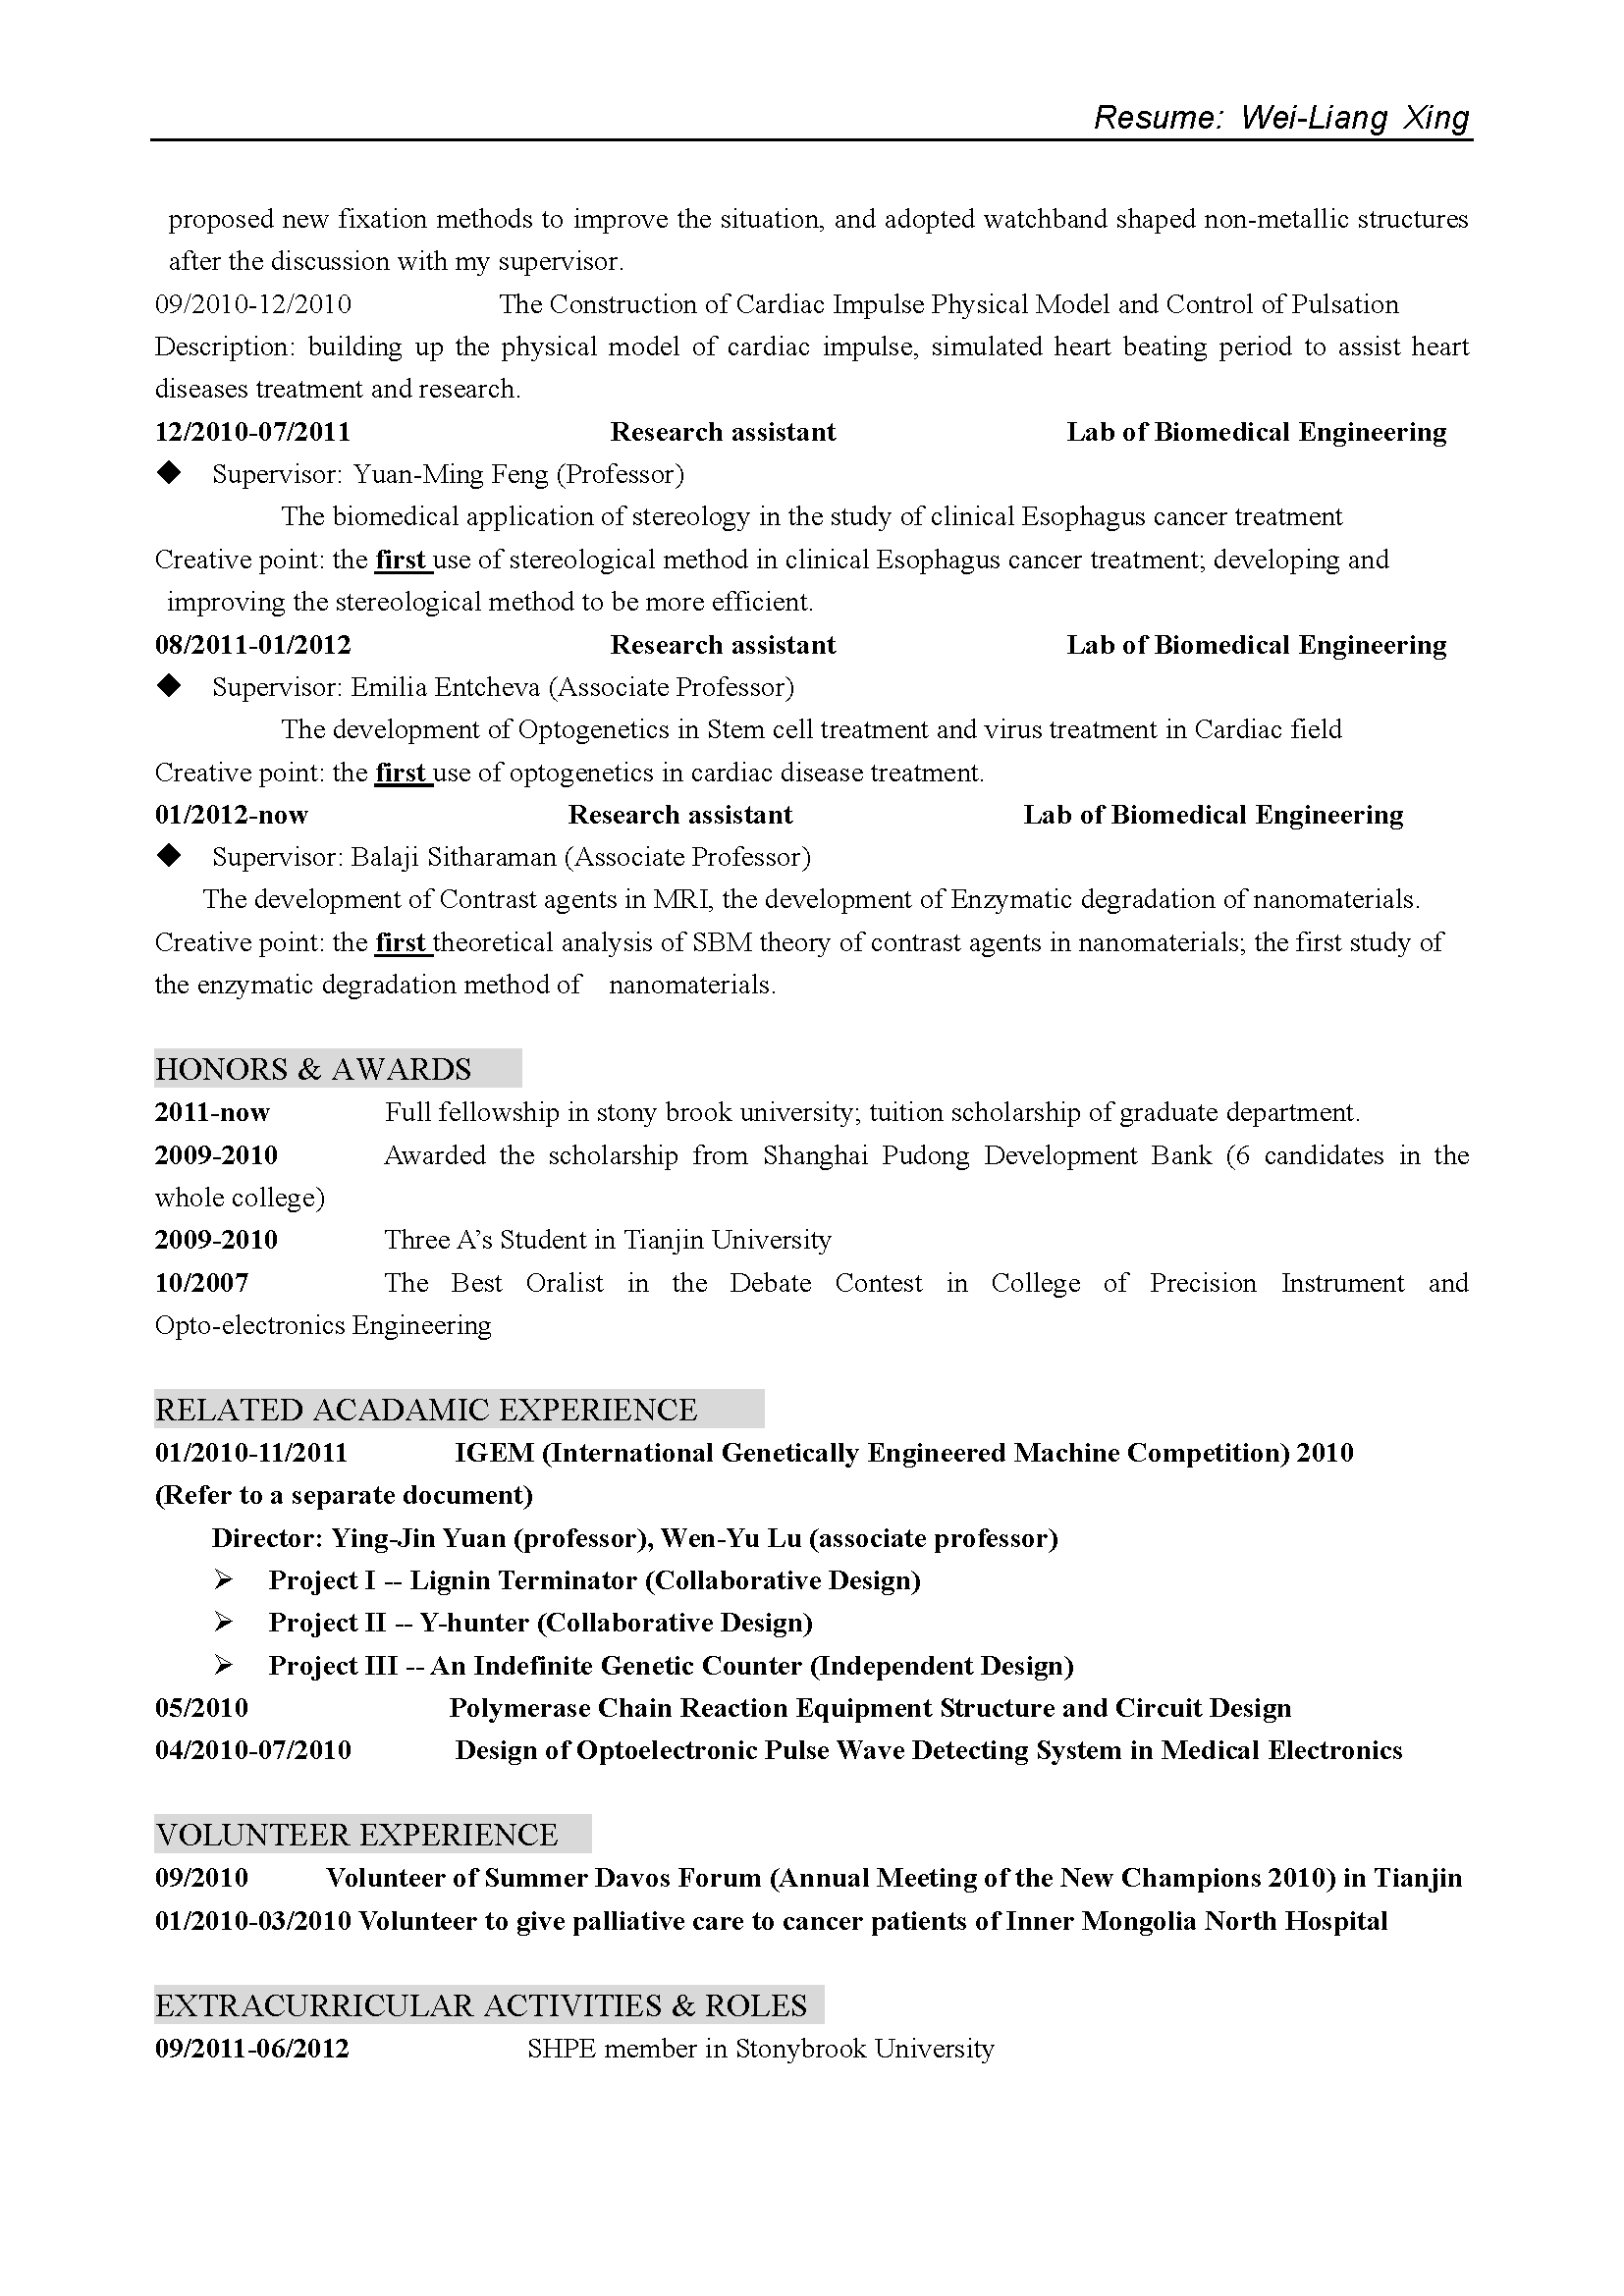 Resume: Wei-Liang Xing
proposed new fixation methods to improve the situation, and adopted watchband shaped non-metallic structures
after the discussion with my supervisor.
09/2010-12/2010 The Construction of Cardiac Impulse Physical Model and Control of Pulsation
Description: building up the physical model of cardiac impulse, simulated heart beating period to assist heart
diseases treatment and research.
12/2010-07/2011 Research assistant Lab of Biomedical Engineering
◆ Supervisor: Yuan-Ming Feng (Professor)
The biomedical application of stereology in the study of clinical Esophagus cancer treatment
Creative point: the first use of stereological method in clinical Esophagus cancer treatment; developing and
improving the stereological method to be more efficient.
08/2011-01/2012 Research assistant Lab of Biomedical Engineering
◆ Supervisor: Emilia Entcheva (Associate Professor)
The development of Optogenetics in Stem cell treatment and virus treatment in Cardiac field
Creative point: the first use of optogenetics in cardiac disease treatment.
01/2012-now Research assistant Lab of Biomedical Engineering
◆ Supervisor: Balaji Sitharaman (Associate Professor)
The development of Contrast agents in MRI, the development of Enzymatic degradation of nanomaterials.
Creative point: the first theoretical analysis of SBM theory of contrast agents in nanomaterials; the first study of
the enzymatic degradation method of nanomaterials.
HONORS & AWARDS
2011-now Full fellowship in stony brook university; tuition scholarship of graduate department.
2009-2010 Awarded the scholarship from Shanghai Pudong Development Bank (6 candidates in the
whole college)
2009-2010 Three A’s Student in Tianjin University
10/2007 The Best Oralist in the Debate Contest in College of Precision Instrument and
Opto-electronics Engineering
RELATED ACADAMIC EXPERIENCE
01/2010-11/2011 IGEM (International Genetically Engineered Machine Competition) 2010
(Refer to a separate document)
Director: Ying-Jin Yuan (professor), Wen-Yu Lu (associate professor)
➢ Project I -- Lignin Terminator (Collaborative Design)
➢ Project II -- Y-hunter (Collaborative Design)
➢ Project III -- An Indefinite Genetic Counter (Independent Design)
05/2010 Polymerase Chain Reaction Equipment Structure and Circuit Design
04/2010-07/2010 Design of Optoelectronic Pulse Wave Detecting System in Medical Electronics
VOLUNTEER EXPERIENCE
09/2010 Volunteer of Summer Davos Forum (Annual Meeting of the New Champions 2010) in Tianjin
01/2010-03/2010 Volunteer to give palliative care to cancer patients of Inner Mongolia North Hospital
EXTRACURRICULAR ACTIVITIES & ROLES
09/2011-06/2012 SHPE member in Stonybrook University